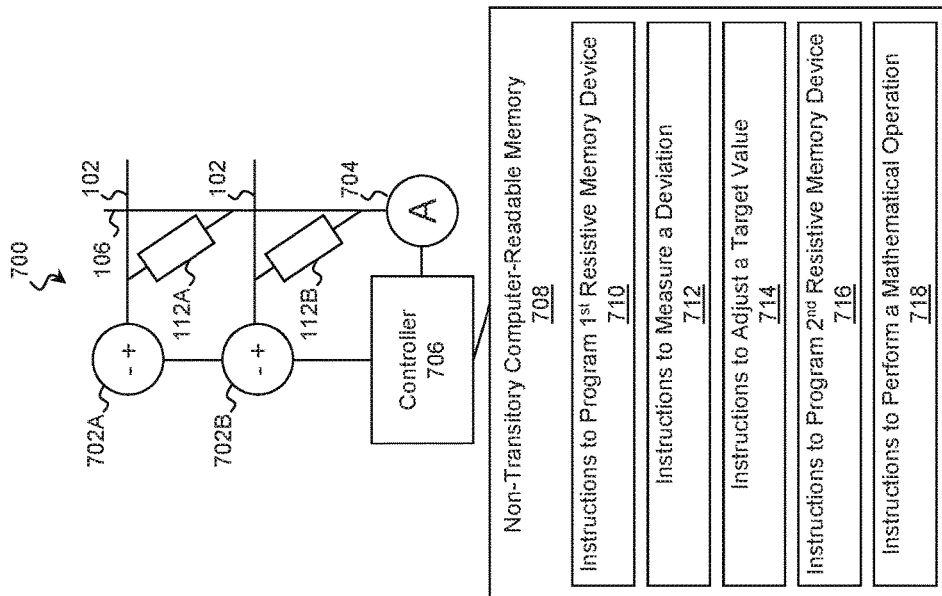 700
106
102
102
704
- +
- +
702A
112A
702B
112B
A
Controller
706
Non-Transitory Computer-Readable Memory
708
Instructions to Program 1st Resistive Memory Device
710
Instructions to Measure a Deviation
712
Instructions to Adjust a Target Value
714
Instructions to Program 2nd Resistive Memory Device
716
Instructions to Perform a Mathematical Operation
718